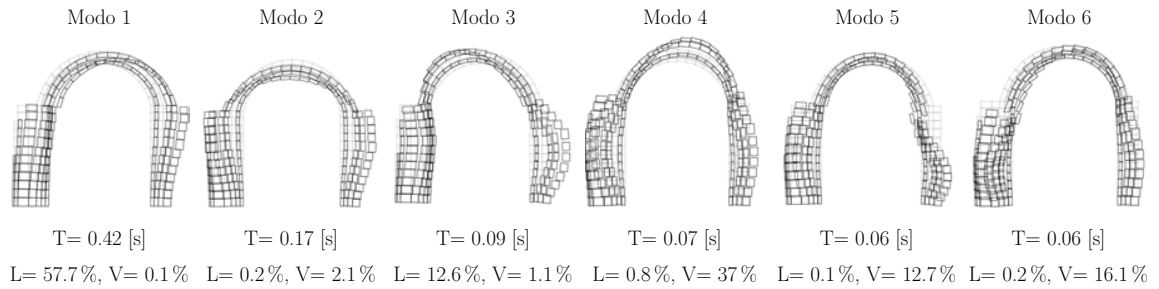 Modo 1 Modo 2 Modo 3 Modo 4 Modo 5 Modo 6
T= 0.42 [s] T= 0.17 [s] T= 0.09 [s] T= 0.07 [s] T= 0.06 [s] T= 0.06 [s]
L= 57.7 %, V= 0.1 % L= 0.2 %, V= 2.1 % L= 12.6 %, V= 1.1 % L= 0.8 %, V= 37 % L= 0.1 %, V= 12.7 % L= 0.2 %, V= 16.1 %